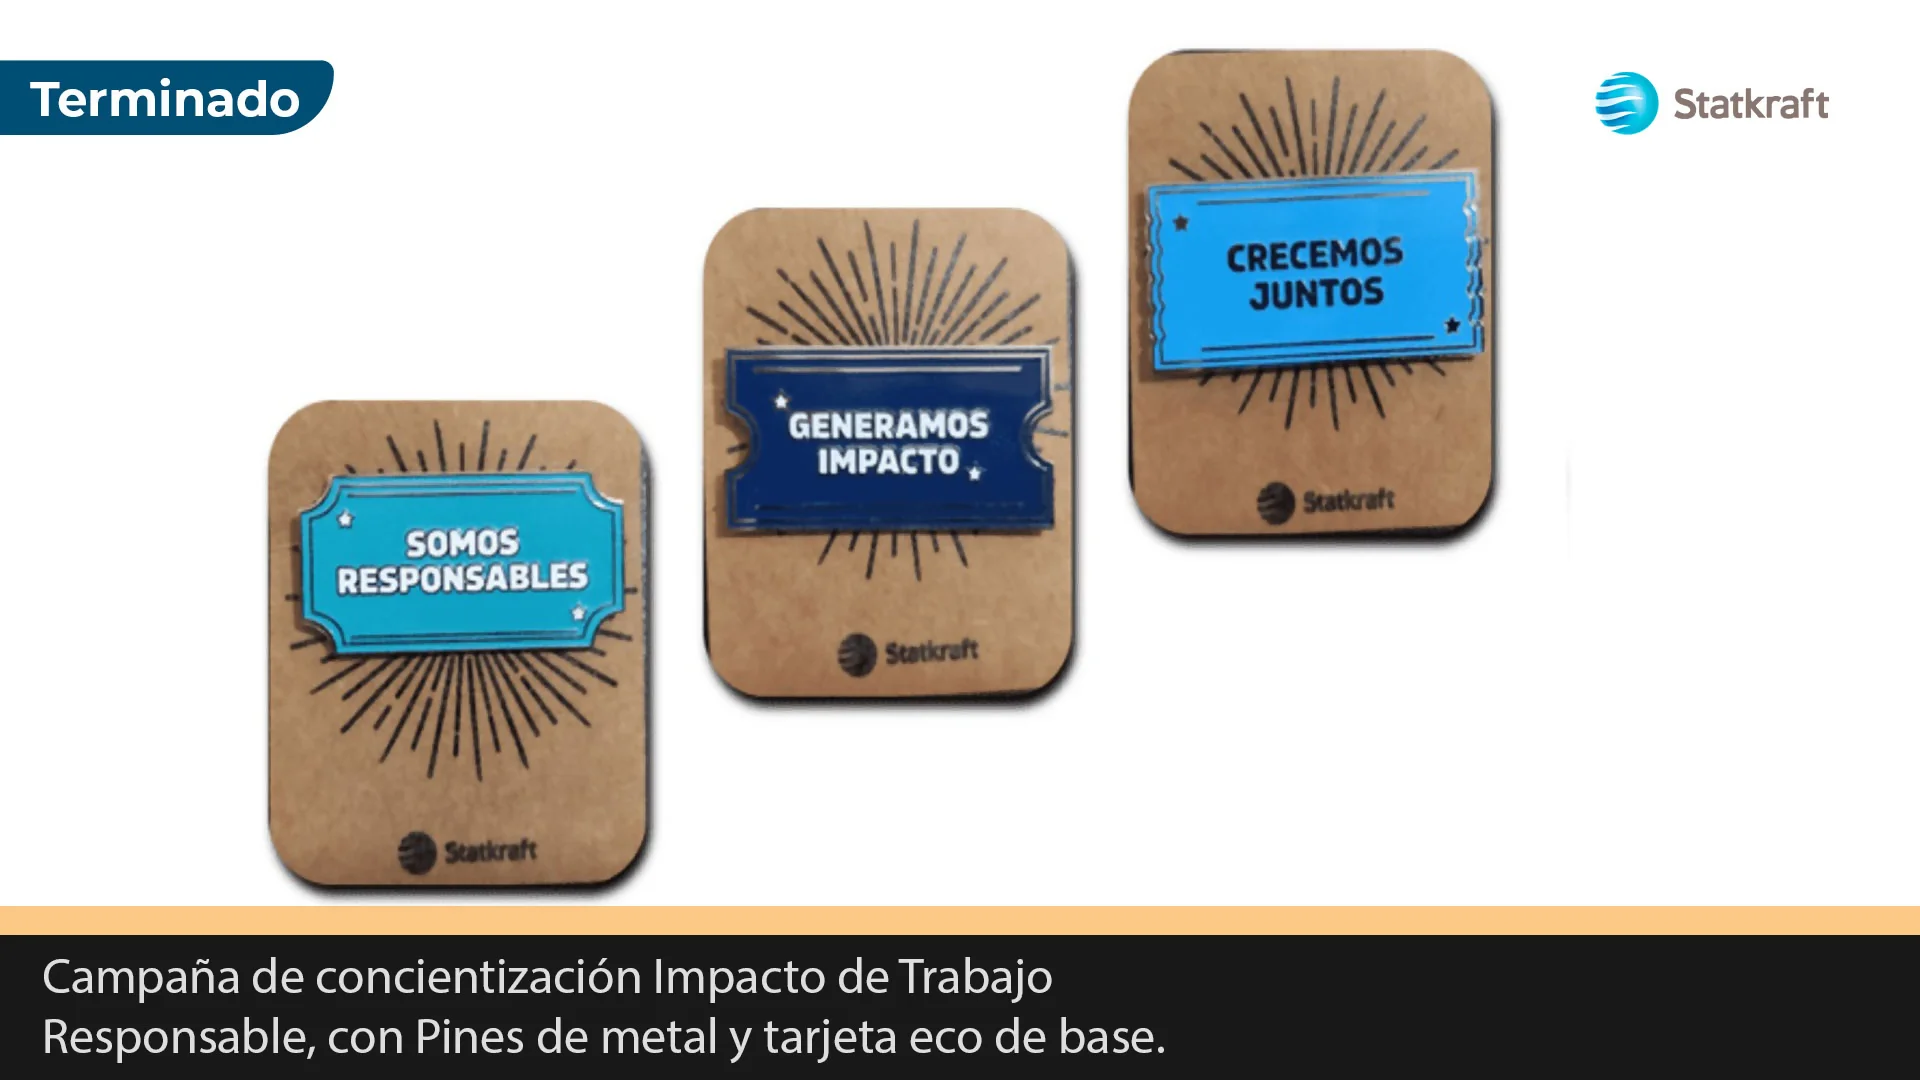 Terminado
Statkraft
CRECEMOS
JUNTOS
Statkraft
GENERAMOS
IMPACTO
Statkraft
SOMOS
RESPONSABLES
Statkraft
Campaña de concientización Impacto de Trabajo
Responsable, con Pines de metal y tarjeta eco de base.